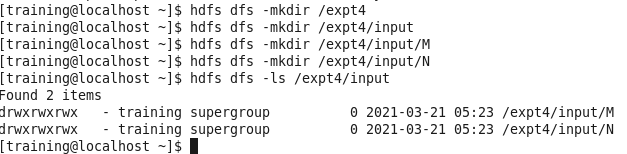 [training@localhost ~]$ hdfs dfs -mkdir /expt4
[training@localhost ~]$ hdfs dfs -mkdir /expt4/input
[training@localhost ~]$ hdfs dfs -mkdir /expt4/input/M
[training@localhost ~]$ hdfs dfs -mkdir /expt4/input/N
[training@localhost ~]$ hdfs dfs -ls /expt4/input
Found 2 items
drwxrwxrwx   - training supergroup          0 2021-03-21 05:23 /expt4/input/M
drwxrwxrwx   - training supergroup          0 2021-03-21 05:23 /expt4/input/N
[training@localhost ~]$